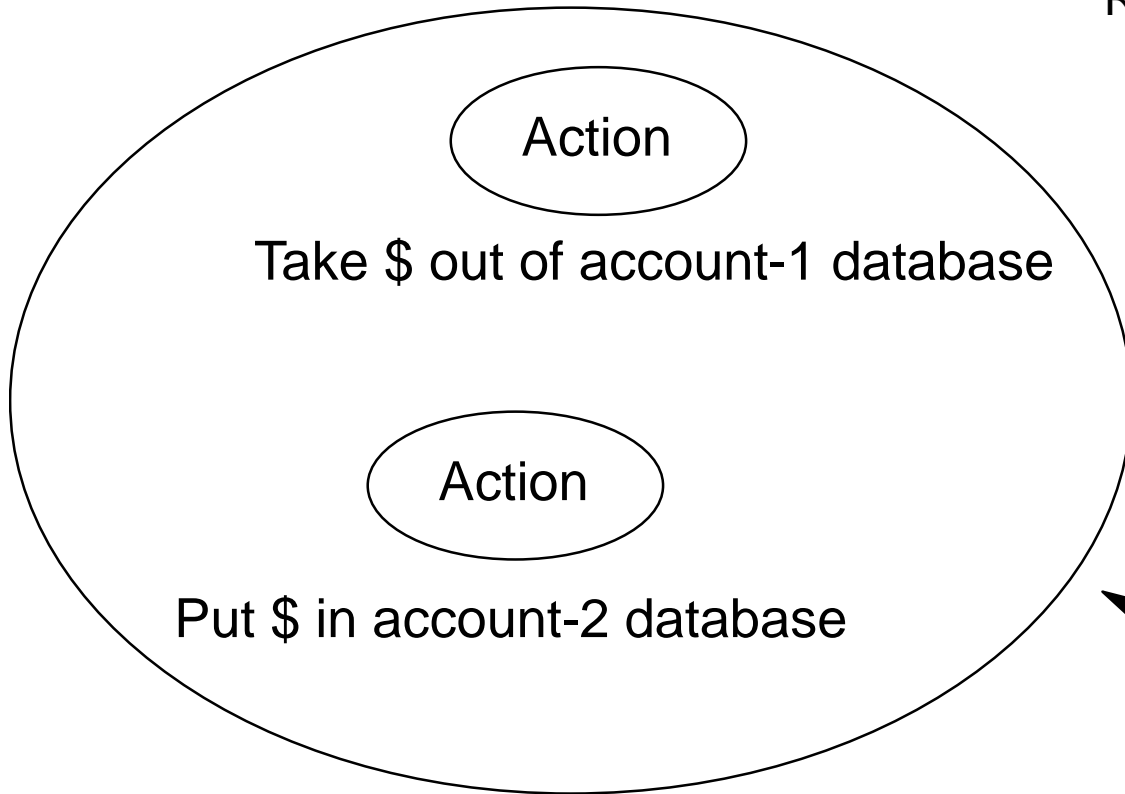 Action
Take $ out of account-1 database
Action
Put $ in account-2 database